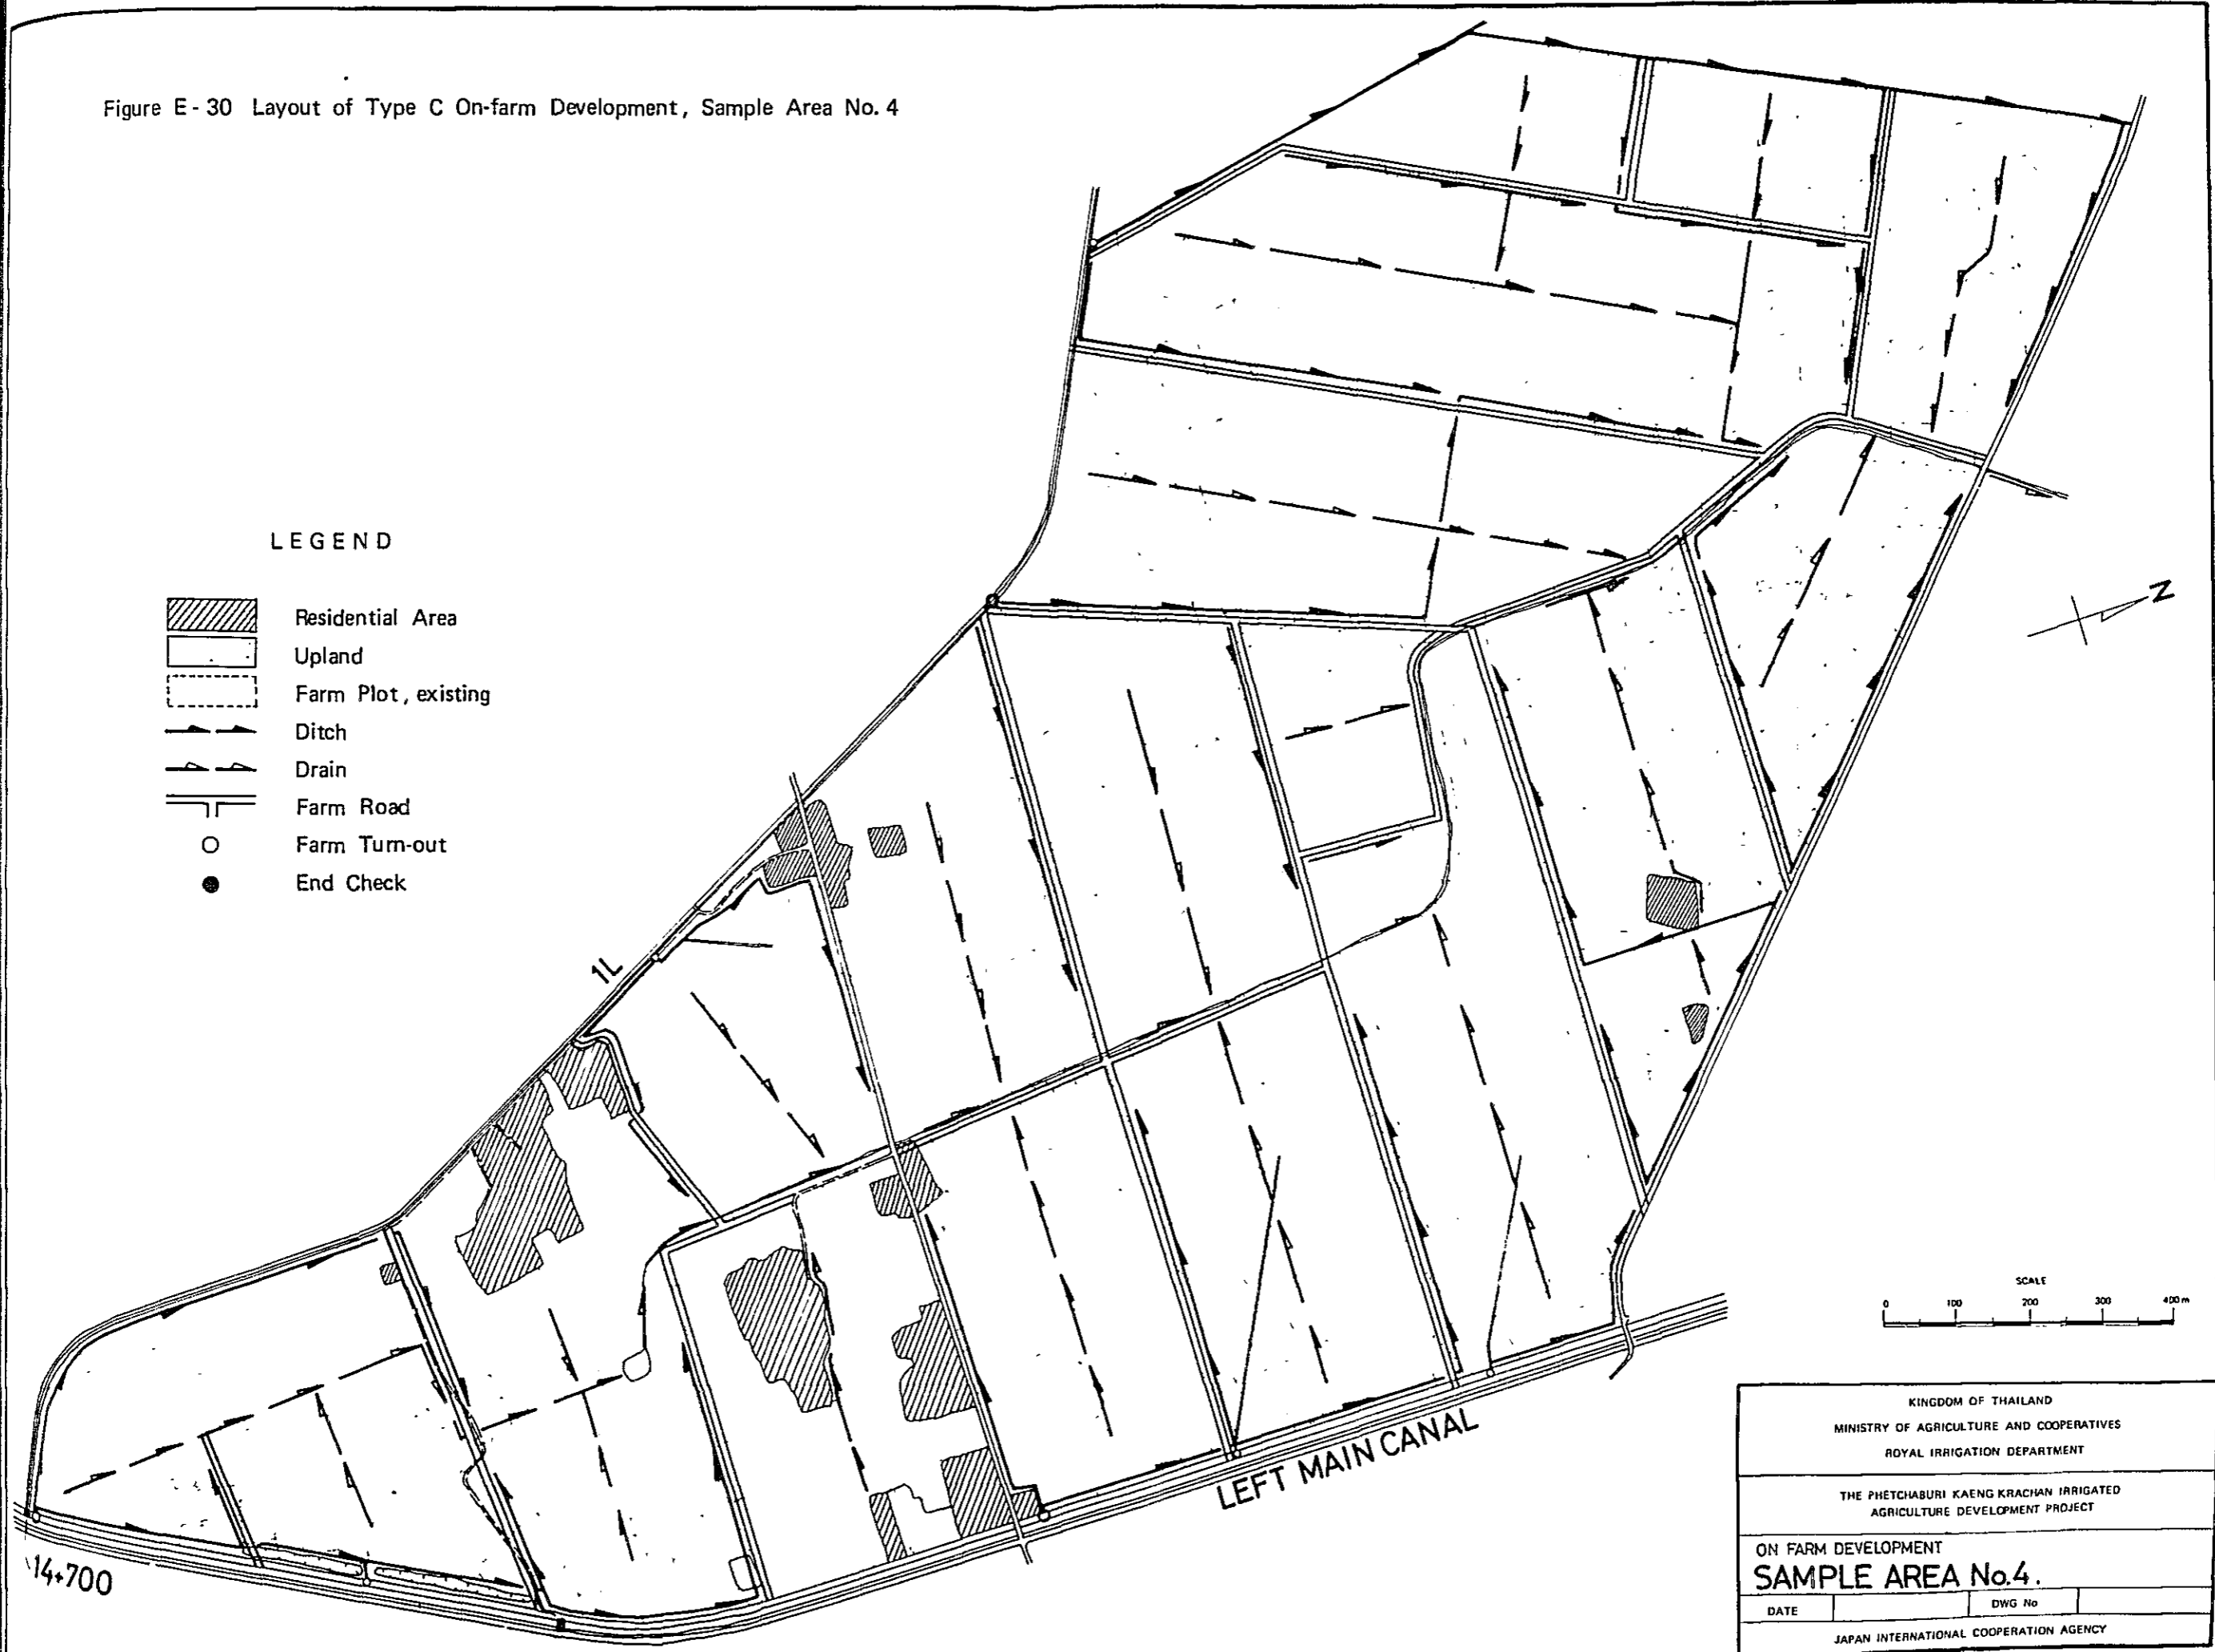 Figure E-30 Layout of Type C On-farm Development, Sample Area No. 4
LEGEND
Residential Area
Upland
Farm Plot, existing
Ditch
Drain
Farm Road
Farm Turn-out
End Check
N
1L
LEFT MAIN CANAL
14+700
SCALE
0 100 200 300 400 m
KINGDOM OF THAILAND
MINISTRY OF AGRICULTURE AND COOPERATIVES
ROYAL IRRIGATION DEPARTMENT
THE PHETCHABURI KAENG KRACHAN IRRIGATED
AGRICULTURE DEVELOPMENT PROJECT
ON FARM DEVELOPMENT
SAMPLE AREA No.4.
DATE DWG No
JAPAN INTERNATIONAL COOPERATION AGENCY